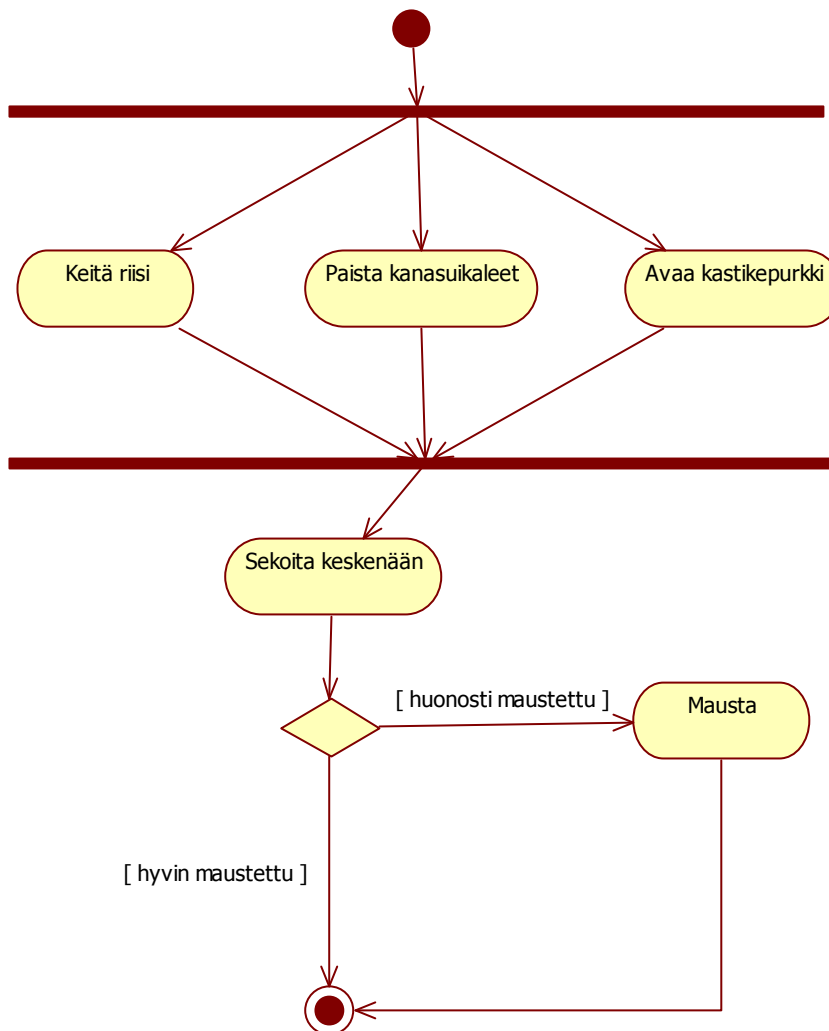 Keitä riisi
Paista kanasuikaleet
Avaa kastikepurkki
Sekoita keskenään
[ huonosti maustettu ]
Mausta
[ hyvin maustettu ]